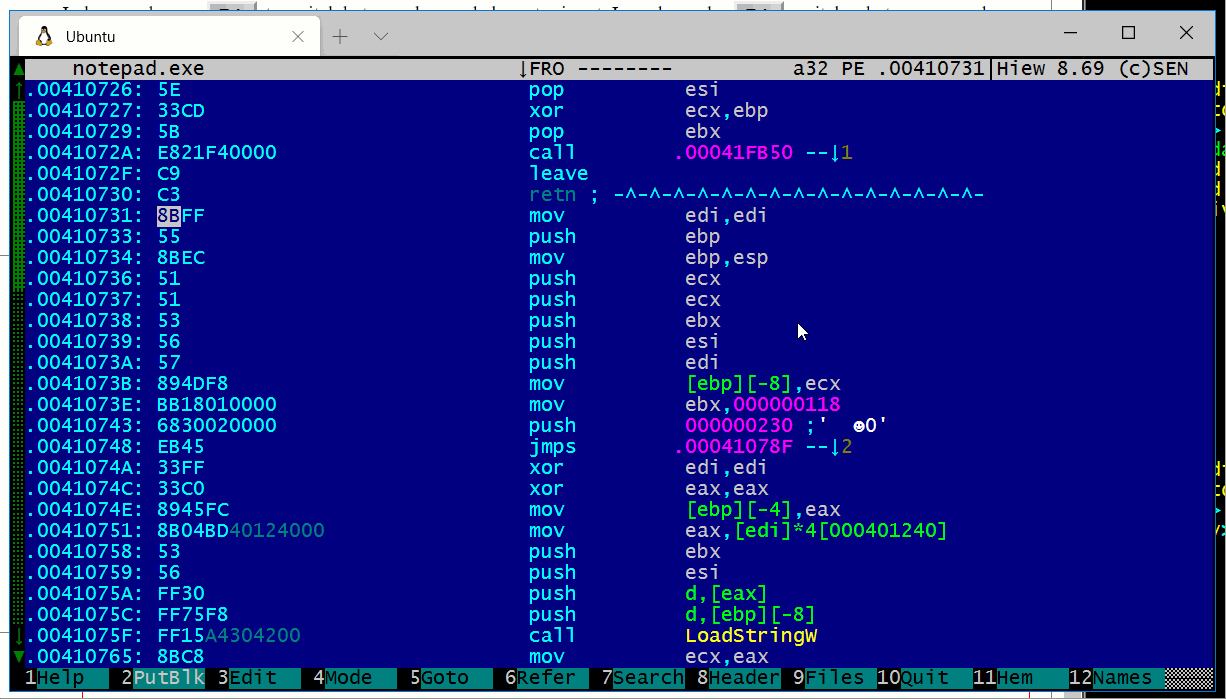 Ubuntu
notepad.exe ↓FRO -------- a32 PE .00410731 Hiew 8.69 (c)SEN
.00410726: 5E pop esi
.00410727: 33CD xor ecx,ebp
.00410729: 5B pop ebx
.0041072A: E821F40000 call .00041FB50 --↓1
.0041072F: C9 leave
.00410730: C3 retn ; -^-^-^-^-^-^-^-^-^-^-^-^-^-^-^-
.00410731: 8BFF mov edi,edi
.00410733: 55 push ebp
.00410734: 8BEC mov ebp,esp
.00410736: 51 push ecx
.00410737: 51 push ecx
.00410738: 53 push ebx
.00410739: 56 push esi
.0041073A: 57 push edi
.0041073B: 894DF8 mov [ebp][-8],ecx
.0041073E: BB18010000 mov ebx,000000118
.00410743: 6830020000 push 000000230 ;' ☻0'
.00410748: EB45 jmps .00041078F --↓2
.0041074A: 33FF xor edi,edi
.0041074C: 33C0 xor eax,eax
.0041074E: 8945FC mov [ebp][-4],eax
.00410751: 8B04BD40124000 mov eax,[edi]*4[000401240]
.00410758: 53 push ebx
.00410759: 56 push esi
.0041075A: FF30 push d,[eax]
.0041075C: FF75F8 push d,[ebp][-8]
.0041075F: FF15A4304200 call LoadStringW
.00410765: 8BC8 mov ecx,eax
1Help 2PutBlk 3Edit 4Mode 5Goto 6Refer 7Search 8Header 9Files 10Quit 11Hem 12Names